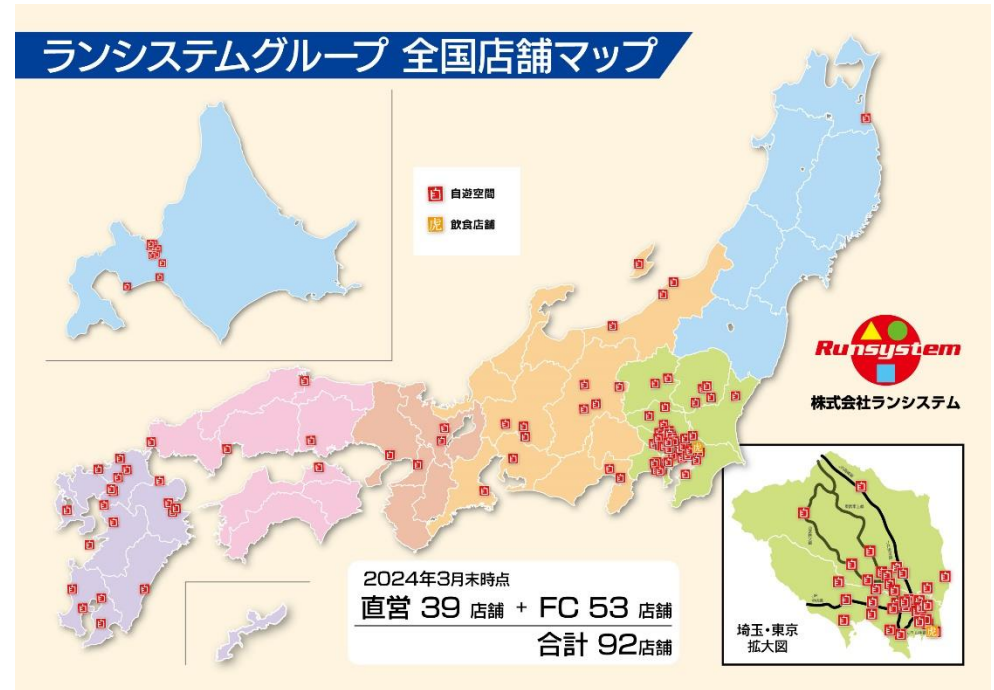 ランシステムグループ 全国店舗マップ
自 自遊空間
虎 飲食店舗
Runsystem
株式会社ランシステム
2024年3月末時点
直営 39 店舗 + FC 53 店舗
合計 92店舗
埼玉・東京
拡大図